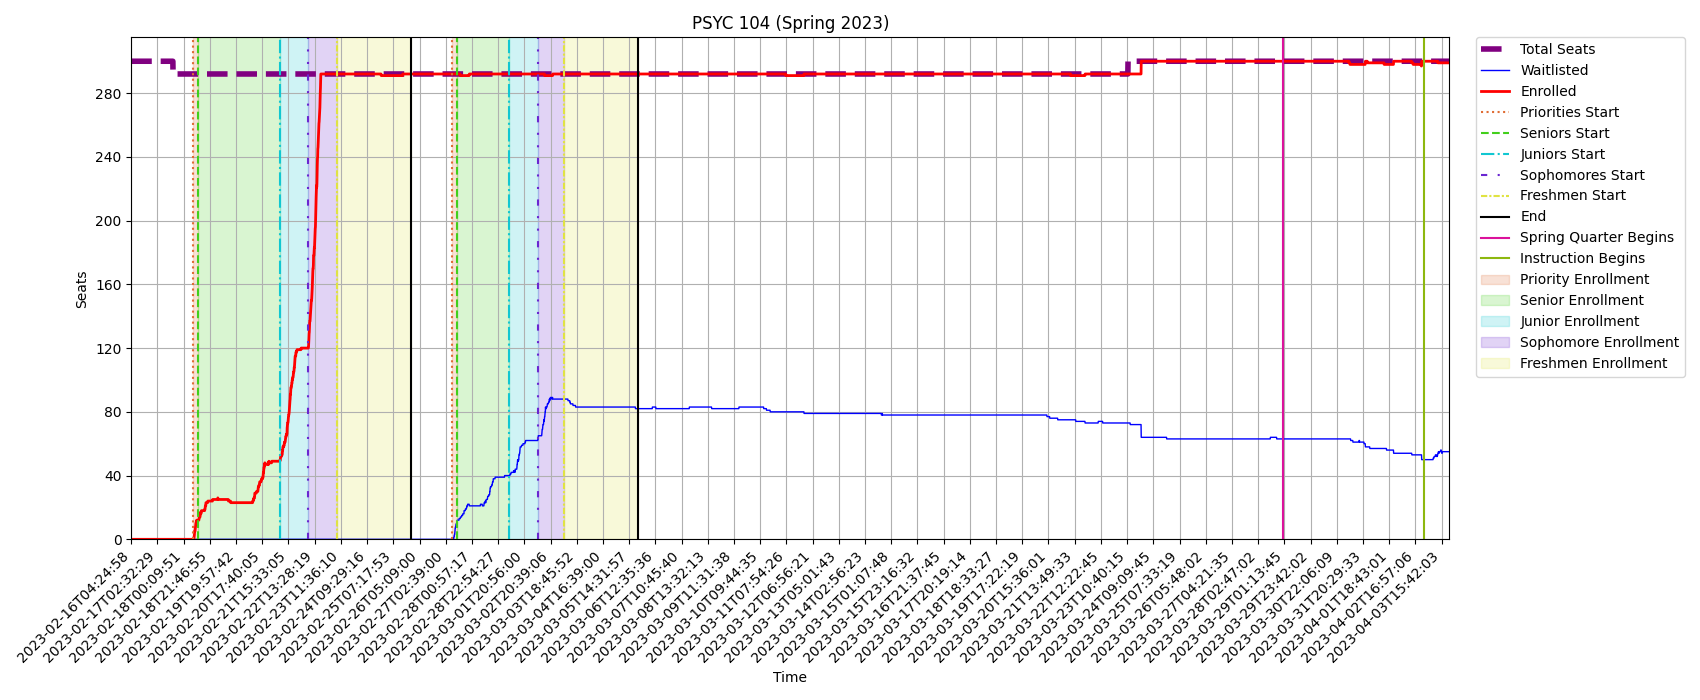 PSYC 104 (Spring 2023)
Seats
280
240
200
160
120
80
40
0
2023-02-16T04:24:58
2023-02-17T02:32:29
2023-02-18T00:09:51
2023-02-18T21:46:55
2023-02-19T19:57:42
2023-02-20T17:40:05
2023-02-21T15:33:05
2023-02-22T13:28:19
2023-02-23T11:36:10
2023-02-24T09:29:16
2023-02-25T07:17:53
2023-02-26T05:09:00
2023-02-27T02:39:00
2023-02-28T00:57:17
2023-02-28T22:54:27
2023-03-01T20:56:00
2023-03-02T20:39:06
2023-03-03T18:45:52
2023-03-04T16:39:00
2023-03-05T14:31:57
2023-03-06T12:35:36
2023-03-07T10:45:40
2023-03-08T13:32:13
2023-03-09T11:31:38
2023-03-10T09:44:35
2023-03-11T07:54:26
2023-03-12T06:56:21
2023-03-13T05:01:43
2023-03-14T02:56:23
2023-03-15T01:07:48
2023-03-15T23:16:32
2023-03-16T21:37:45
2023-03-17T20:19:14
2023-03-18T18:33:27
2023-03-19T17:22:19
2023-03-20T15:36:01
2023-03-21T13:49:33
2023-03-22T12:22:45
2023-03-23T10:40:15
2023-03-24T09:09:45
2023-03-25T07:33:19
2023-03-26T05:48:02
2023-03-27T04:21:35
2023-03-28T02:47:02
2023-03-29T01:13:45
2023-03-29T23:42:02
2023-03-30T22:06:09
2023-03-31T20:29:33
2023-04-01T18:43:01
2023-04-02T16:57:06
2023-04-03T15:42:03
Time
Total Seats
Waitlisted
Enrolled
Priorities Start
Seniors Start
Juniors Start
Sophomores Start
Freshmen Start
End
Spring Quarter Begins
Instruction Begins
Priority Enrollment
Senior Enrollment
Junior Enrollment
Sophomore Enrollment
Freshmen Enrollment